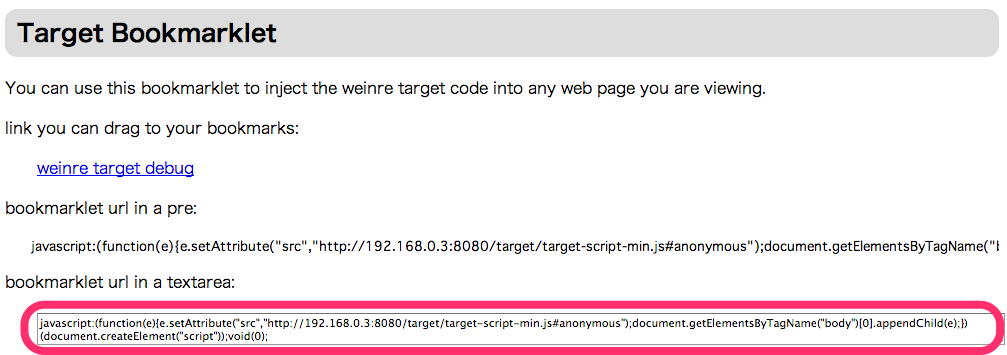 Target Bookmarklet
You can use this bookmarklet to inject the weinre target code into any web page you are viewing.
link you can drag to your bookmarks:
weinre target debug
bookmarklet url in a pre:
javascript:(function(e){e.setAttribute("src","http://192.168.0.3:8080/target/target-script-min.js#anonymous");document.getElementsByTagName("b
bookmarklet url in a textarea:
javascript:(function(e){e.setAttribute("src","http://192.168.0.3:8080/target/target-script-min.js#anonymous");document.getElementsByTagName("body")[0].appendChild(e);})
(document.createElement("script"));void(0);